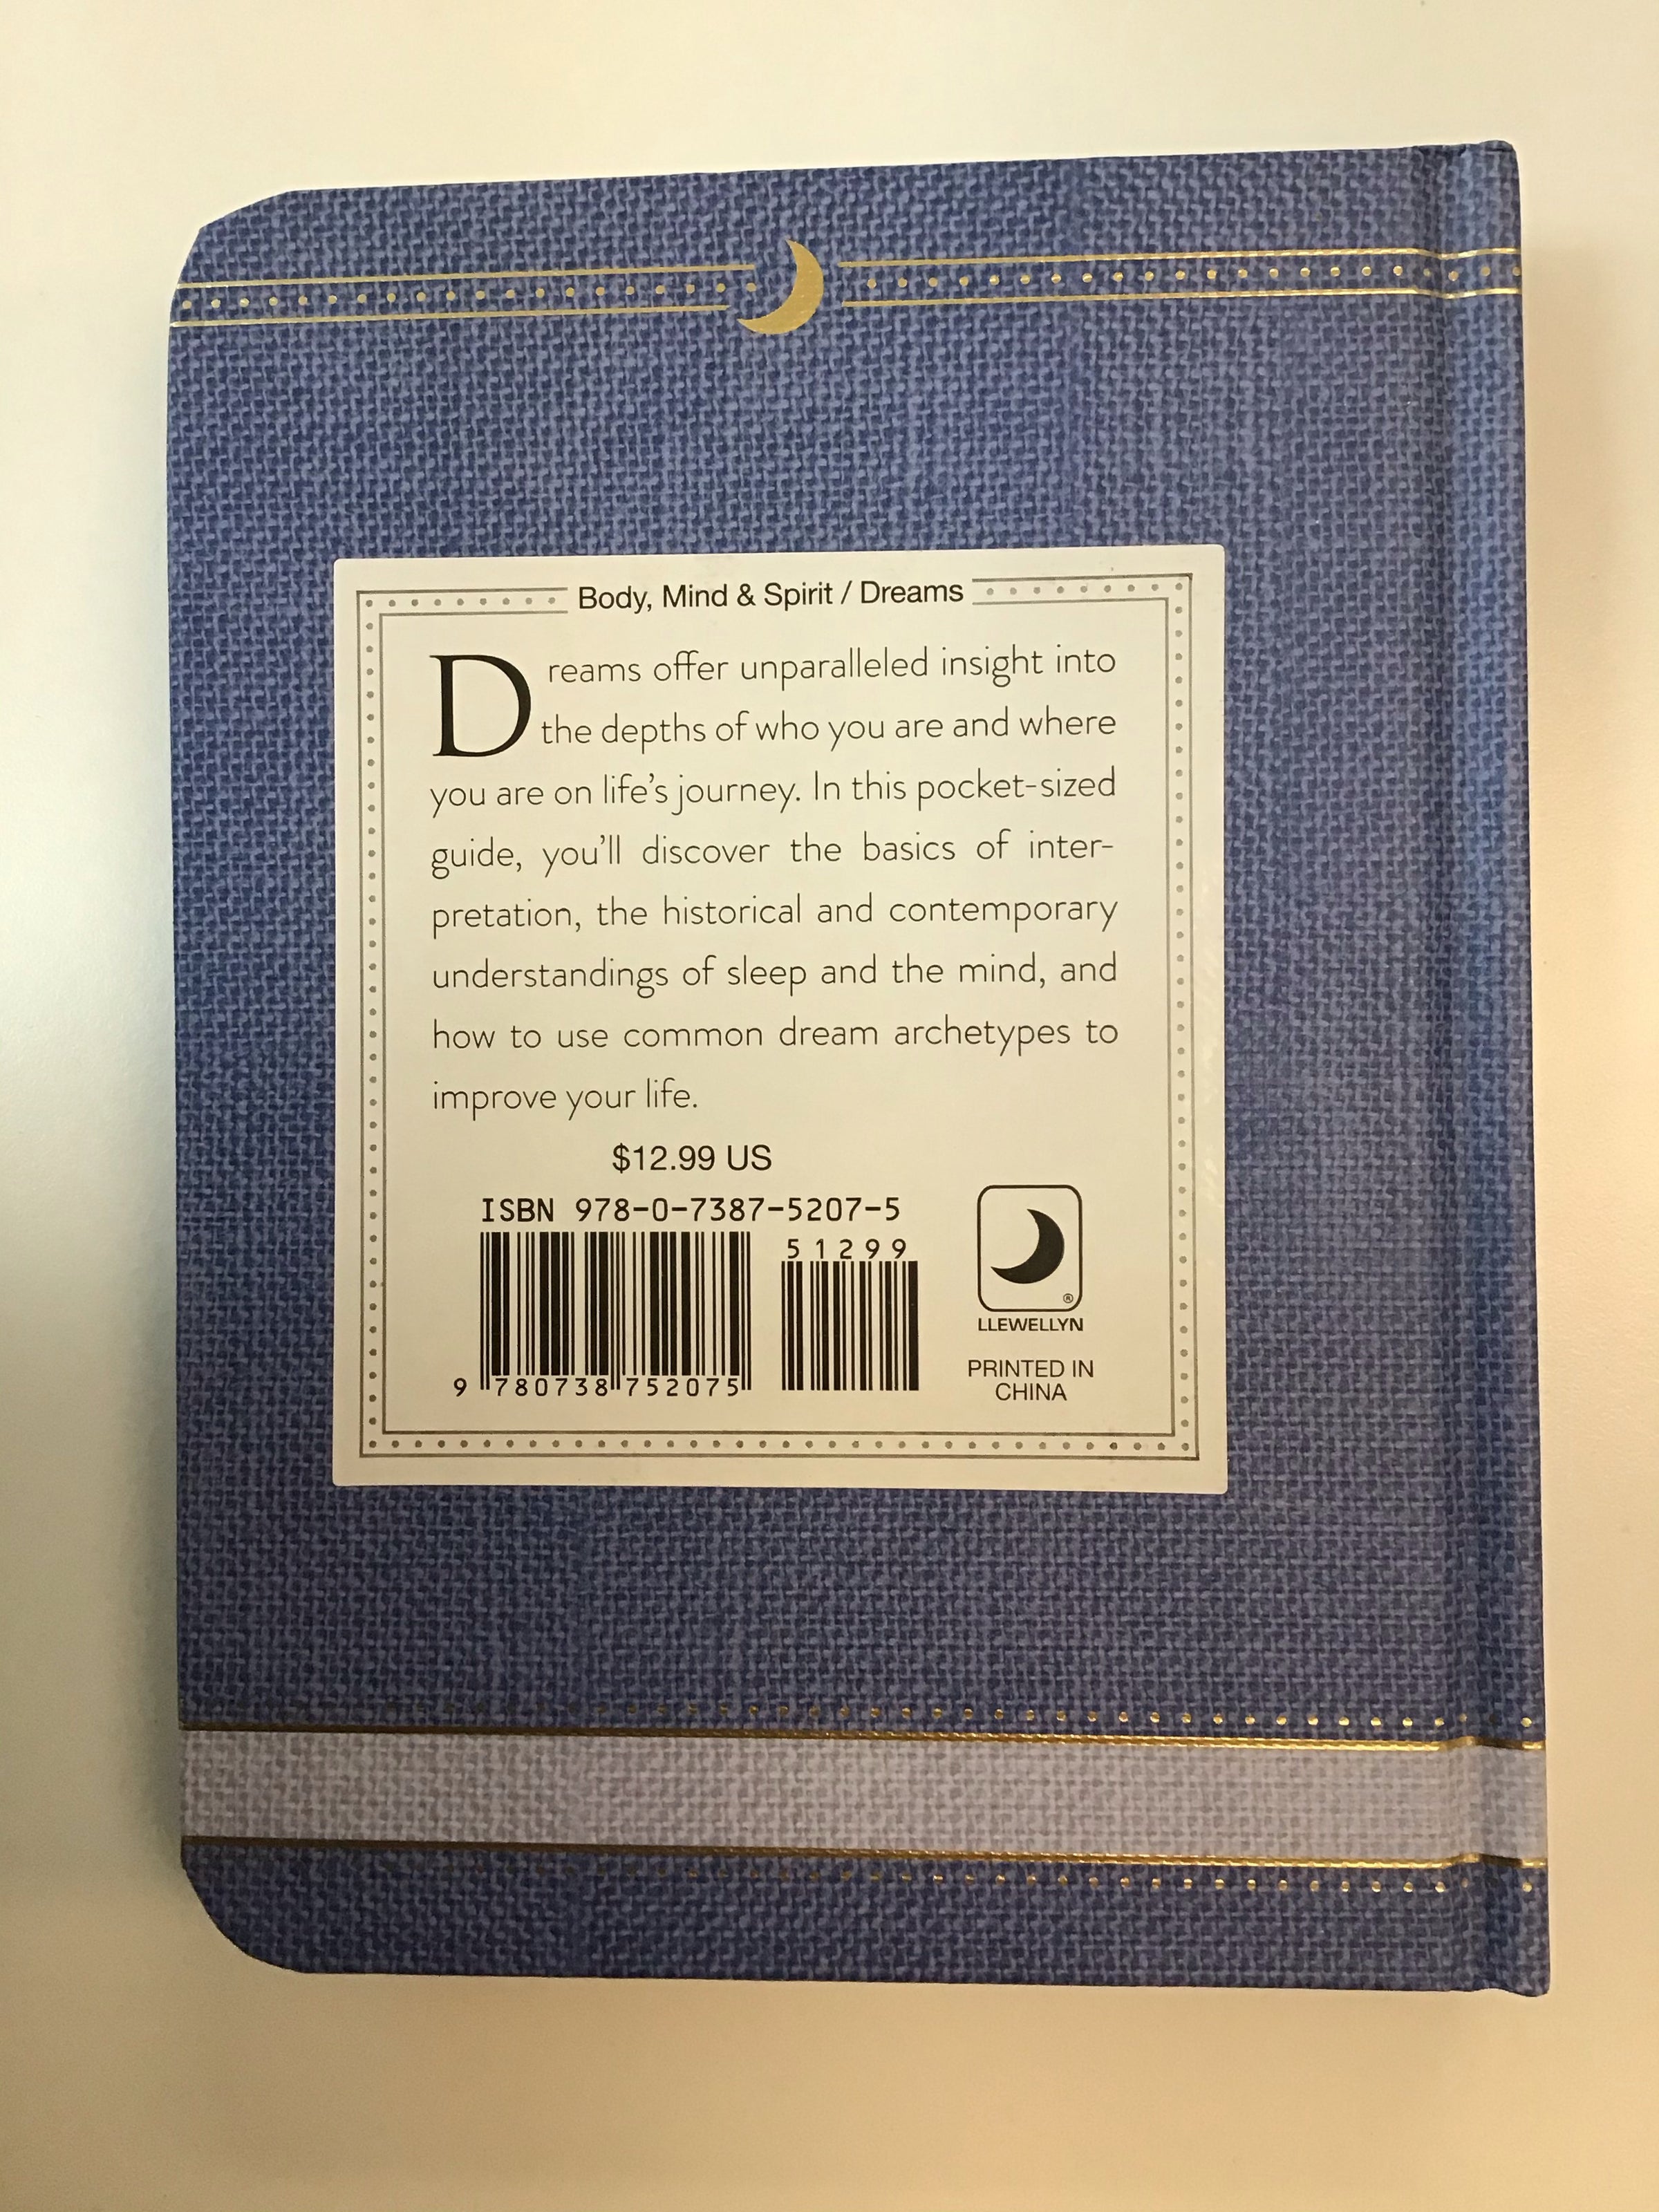 Body, Mind & Spirit / Dreams
Dreams offer unparalleled insight into
the depths of who you are and where
you are on life's journey. In this pocket-sized
guide, you'll discover the basics of inter-
pretation, the historical and contemporary
understandings of sleep and the mind, and
how to use common dream archetypes to
improve your life.
$12.99 US
ISBN 978-0-7387-5207-5
51299
9 780738 752075
®
LLEWELLYN
PRINTED IN
CHINA